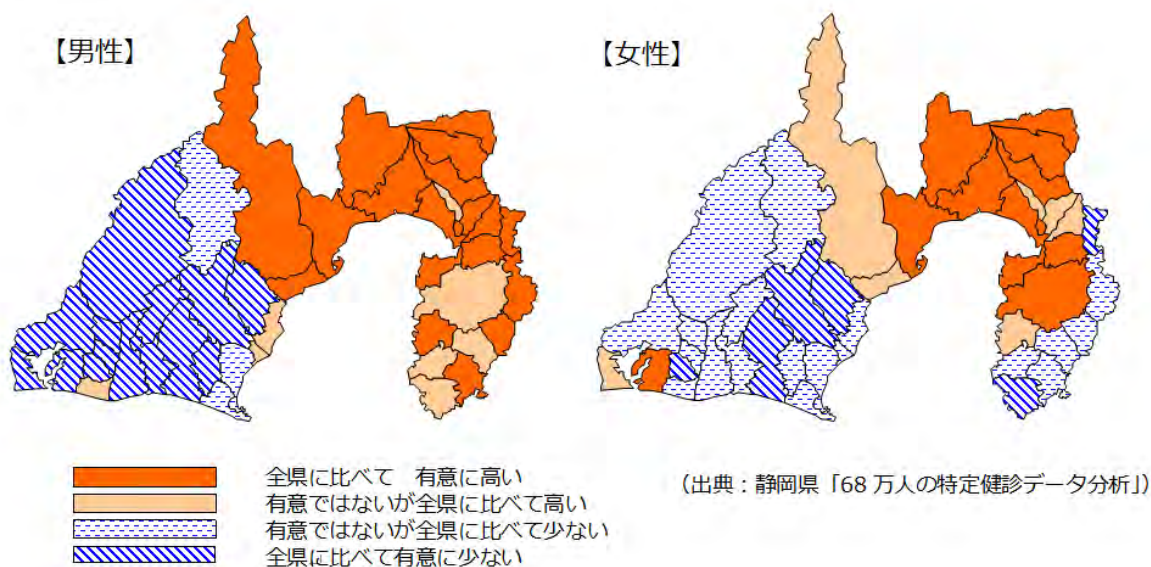 【男性】
【女性】
全県に比べて 有意に高い
有意ではないが全県に比べて高い
有意ではないが全県に比べて少ない
全県に比べて有意に少ない
(出典:静岡県「68 万人の特定健診データ分析」)